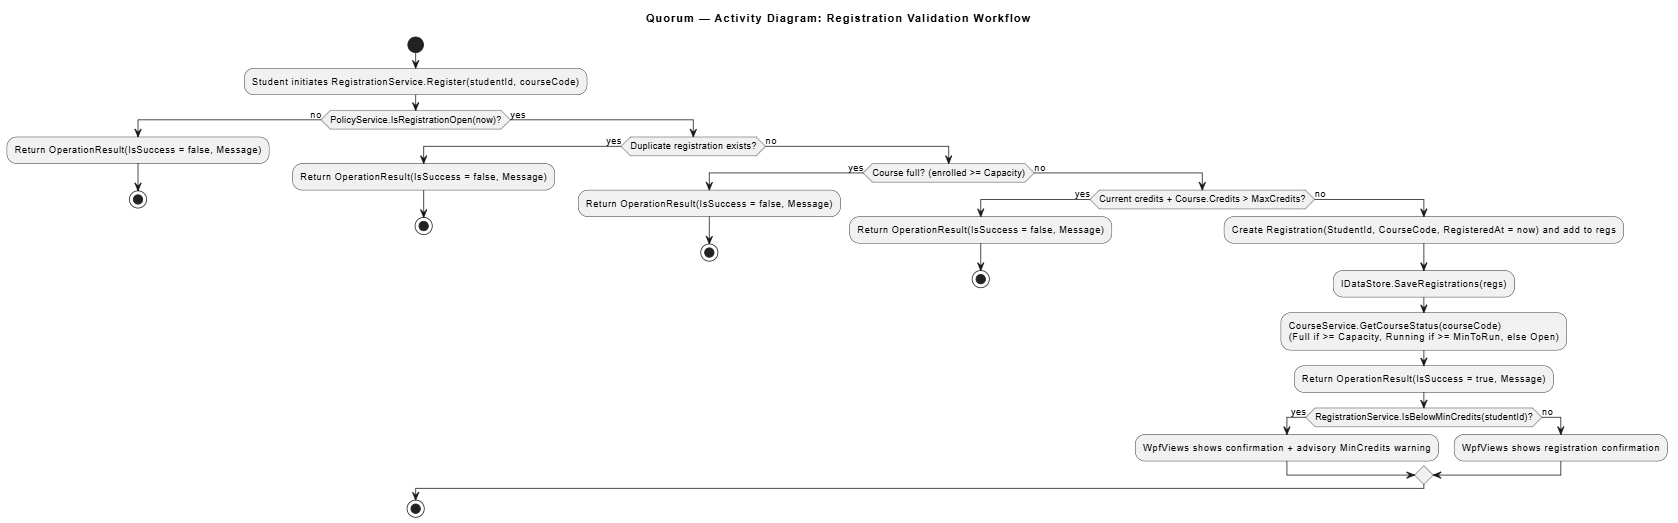 Quorum — Activity Diagram: Registration Validation Workflow
Student initiates RegistrationService.Register(studentId, courseCode)
no
PolicyService.IsRegistrationOpen(now)?
yes
Return OperationResult(IsSuccess = false, Message)
yes
Duplicate registration exists?
no
Return OperationResult(IsSuccess = false, Message)
yes
Course full? (enrolled >= Capacity)
no
Return OperationResult(IsSuccess = false, Message)
yes
Current credits + Course.Credits > MaxCredits?
no
Return OperationResult(IsSuccess = false, Message)
Create Registration(StudentId, CourseCode, RegisteredAt = now) and add to regs
IDataStore.SaveRegistrations(regs)
CourseService.GetCourseStatus(courseCode)
(Full if >= Capacity, Running if >= MinToRun, else Open)
Return OperationResult(IsSuccess = true, Message)
yes
RegistrationService.IsBelowMinCredits(studentId)?
no
WpfViews shows confirmation + advisory MinCredits warning
WpfViews shows registration confirmation